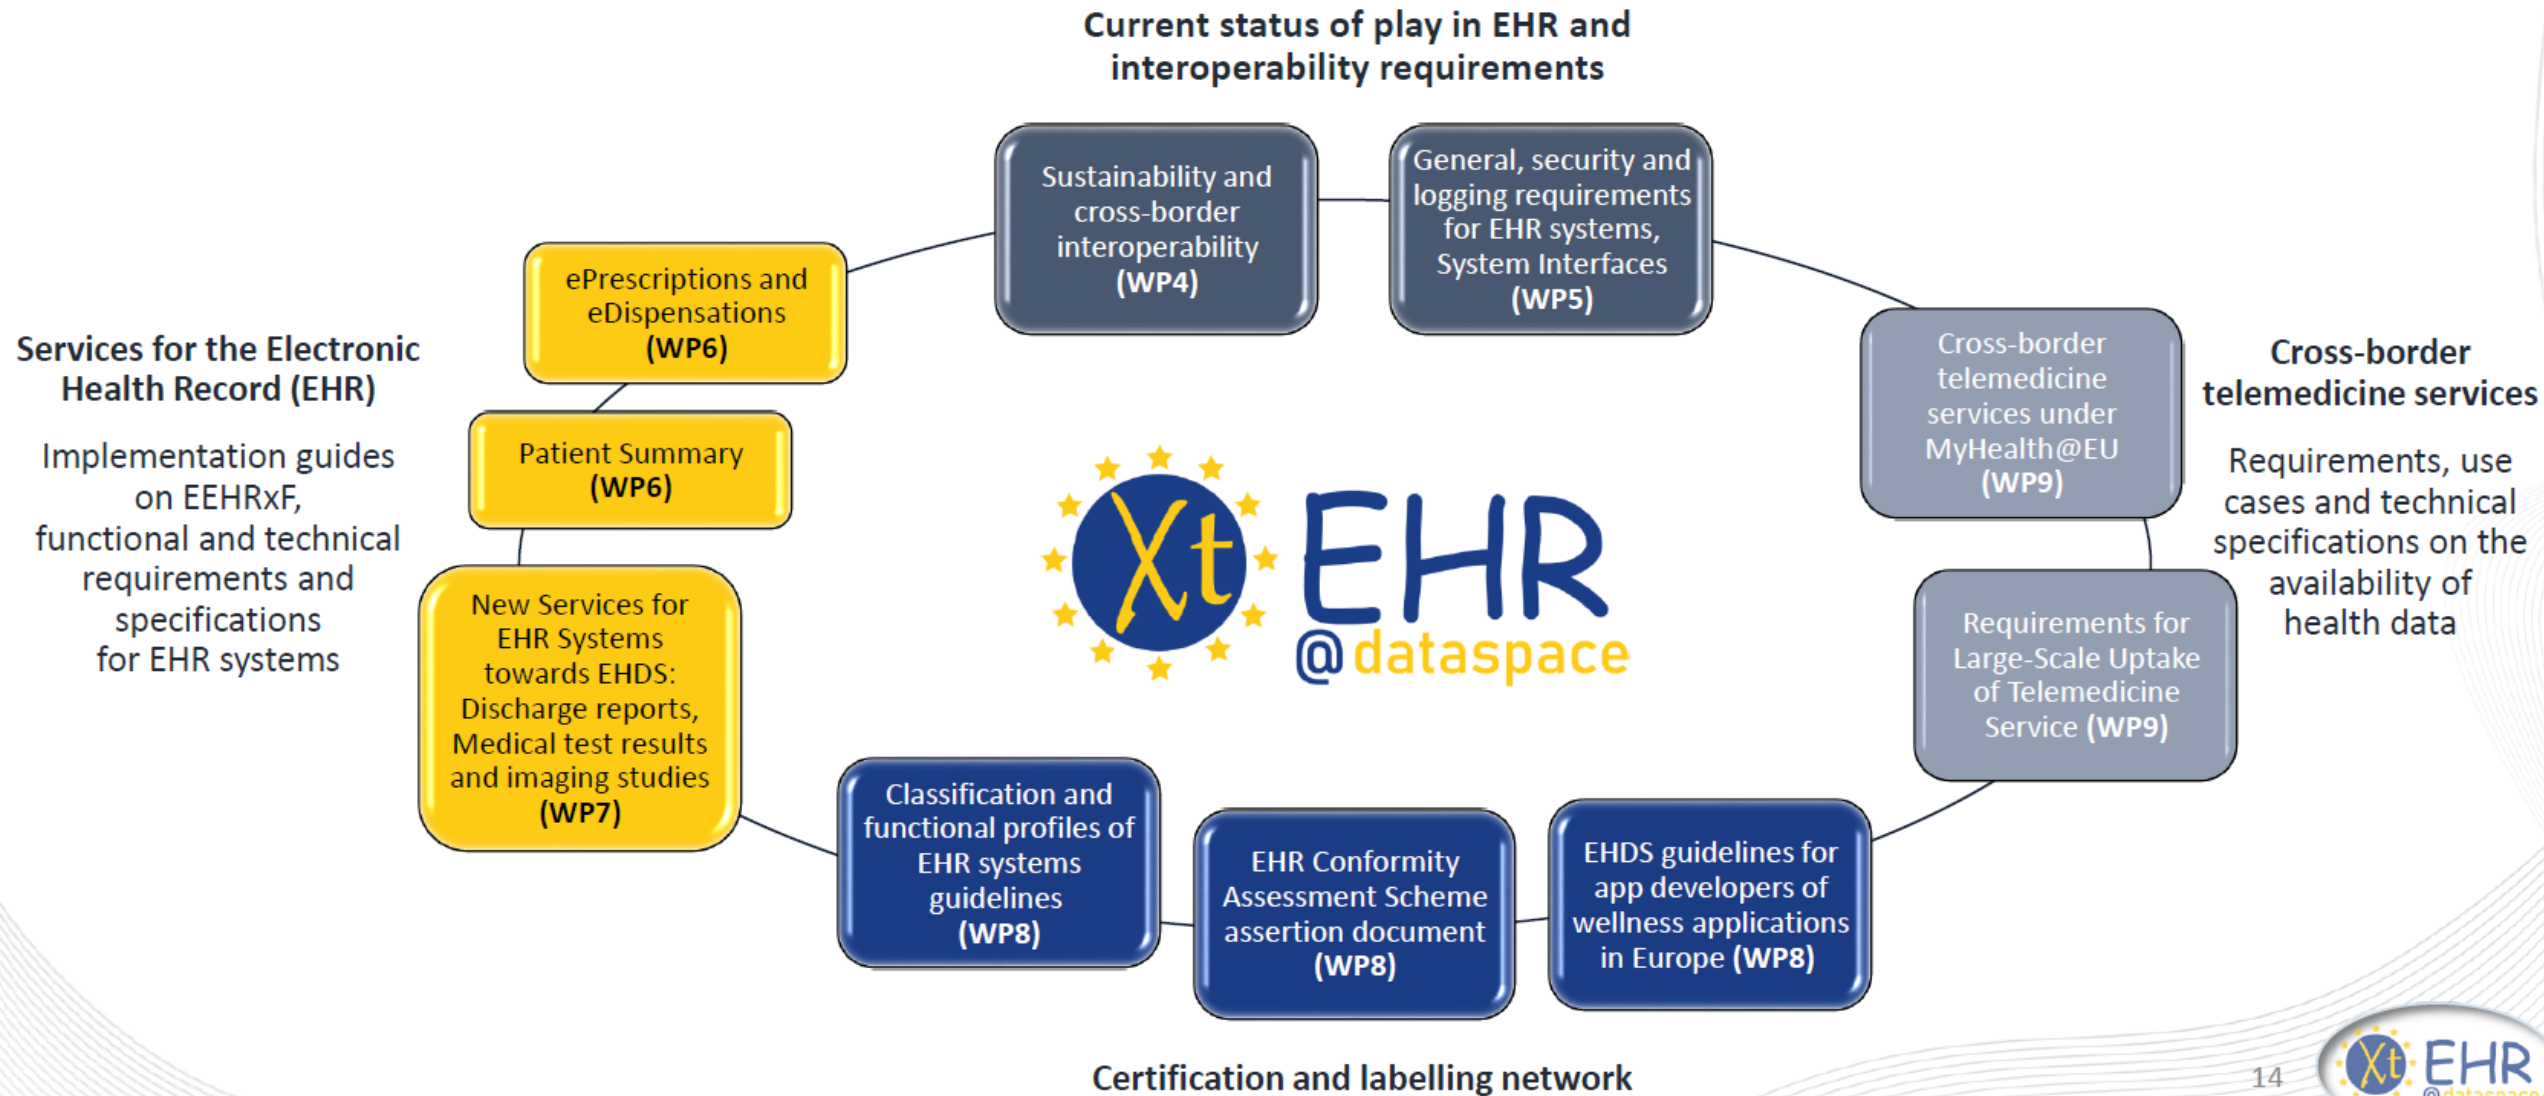 Current status of play in EHR and
interoperability requirements
Sustainability and
cross-border
interoperability
(WP4)
General, security and
logging requirements
for EHR systems,
System Interfaces
(WP5)
ePrescriptions and
eDispensations
(WP6)
Services for the Electronic
Health Record (EHR)
Implementation guides
on EEHRxF,
functional and technical
requirements and
specifications
for EHR systems
Patient Summary
(WP6)
New Services for
EHR Systems
towards EHDS:
Discharge reports,
Medical test results
and imaging studies
(WP7)
Xt EHR
@dataspace
Cross-border
telemedicine
services under
MyHealth@EU
(WP9)
Cross-border
telemedicine services
Requirements, use
cases and technical
specifications on the
availability of
health data
Requirements for
Large-Scale Uptake
of Telemedicine
Service (WP9)
Classification and
functional profiles of
EHR systems
guidelines
(WP8)
EHR Conformity
Assessment Scheme
assertion document
(WP8)
EHDS guidelines for
app developers of
wellness applications
in Europe (WP8)
Certification and labelling network
14
Xt EHR
@dataspace